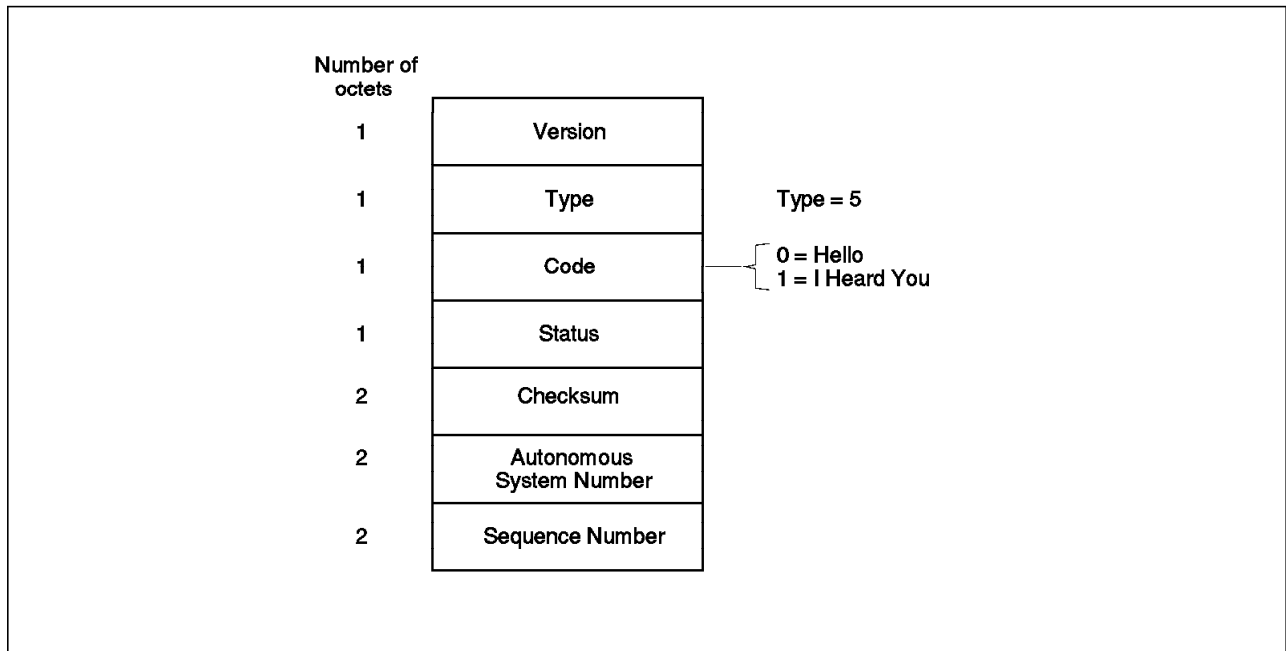 Number of
octets
1
Version
1
Type
Type = 5
1
Code
0 = Hello
1 = I Heard You
1
Status
2
Checksum
2
Autonomous
System Number
2
Sequence Number